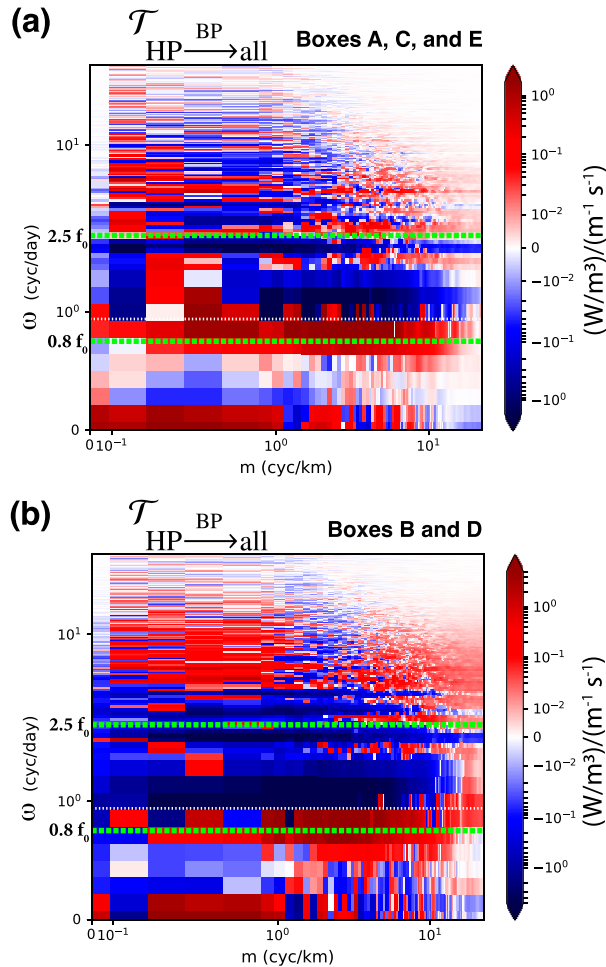 (a)
𝒯
BP
HP⟶all
Boxes A, C, and E
10¹
2.5 f₀
10⁰
0.8 f₀
0
ω (cyc/day)
0 10⁻¹ 10⁰ 10¹
m (cyc/km)
10⁰
10⁻¹
10⁻²
0
−10⁻²
−10⁻¹
−10⁰
(W/m³)/(m⁻¹ s⁻¹)
(b)
𝒯
BP
HP⟶all
Boxes B and D
10¹
2.5 f₀
10⁰
0.8 f₀
0
ω (cyc/day)
0 10⁻¹ 10⁰ 10¹
m (cyc/km)
10⁰
10⁻¹
10⁻²
0
−10⁻²
−10⁻¹
−10⁰
(W/m³)/(m⁻¹ s⁻¹)